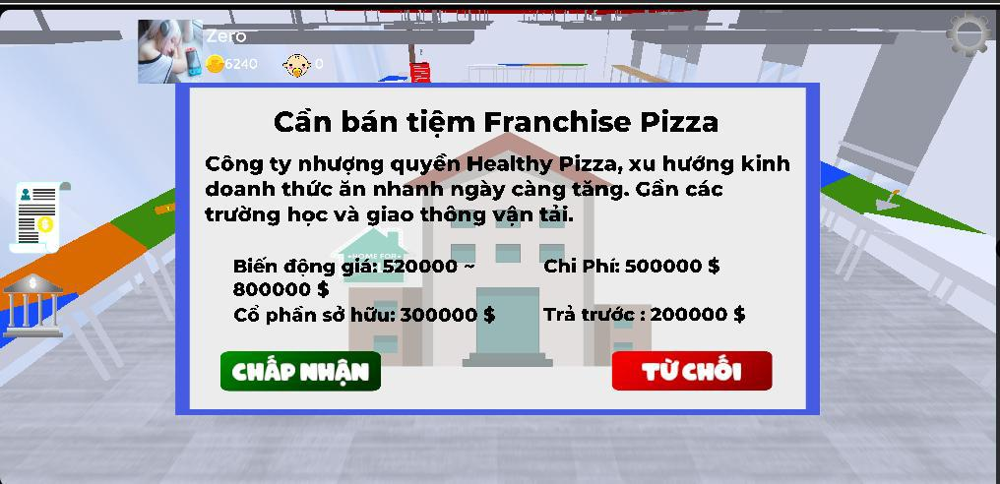 Zero
6240
0
Cần bán tiệm Franchise Pizza
Công ty nhượng quyền Healthy Pizza, xu hướng kinh
doanh thức ăn nhanh ngày càng tăng. Gần các
trường học và giao thông vận tải.
HOME FOR
Biến động giá: 520000 ~
800000 $
Chi Phí: 500000 $
Cổ phần sở hữu: 300000 $
Trả trước : 200000 $
CHẤP NHẬN
TỪ CHỐI